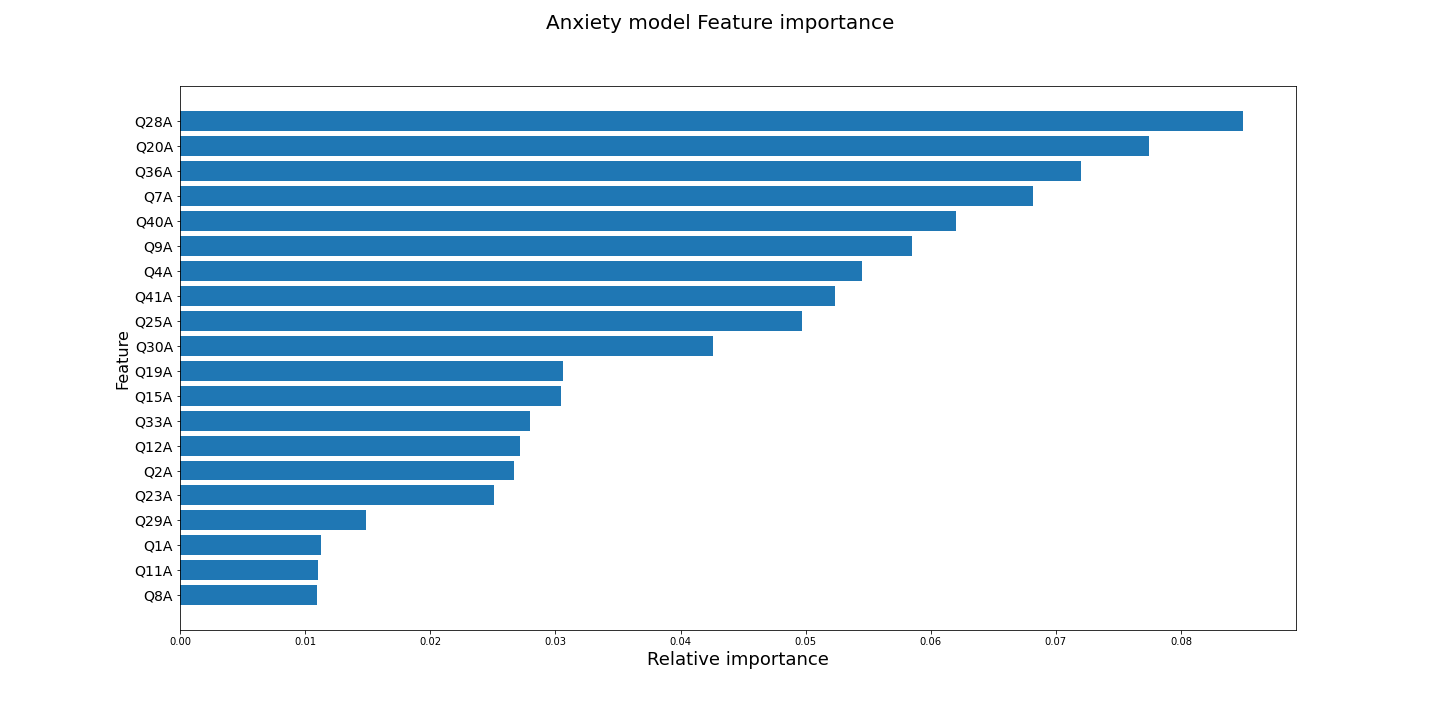 Anxiety model Feature importance
Feature
Q28A
Q20A
Q36A
Q7A
Q40A
Q9A
Q4A
Q41A
Q25A
Q30A
Q19A
Q15A
Q33A
Q12A
Q2A
Q23A
Q29A
Q1A
Q11A
Q8A
0.00 0.01 0.02 0.03 0.04 0.05 0.06 0.07 0.08
Relative importance